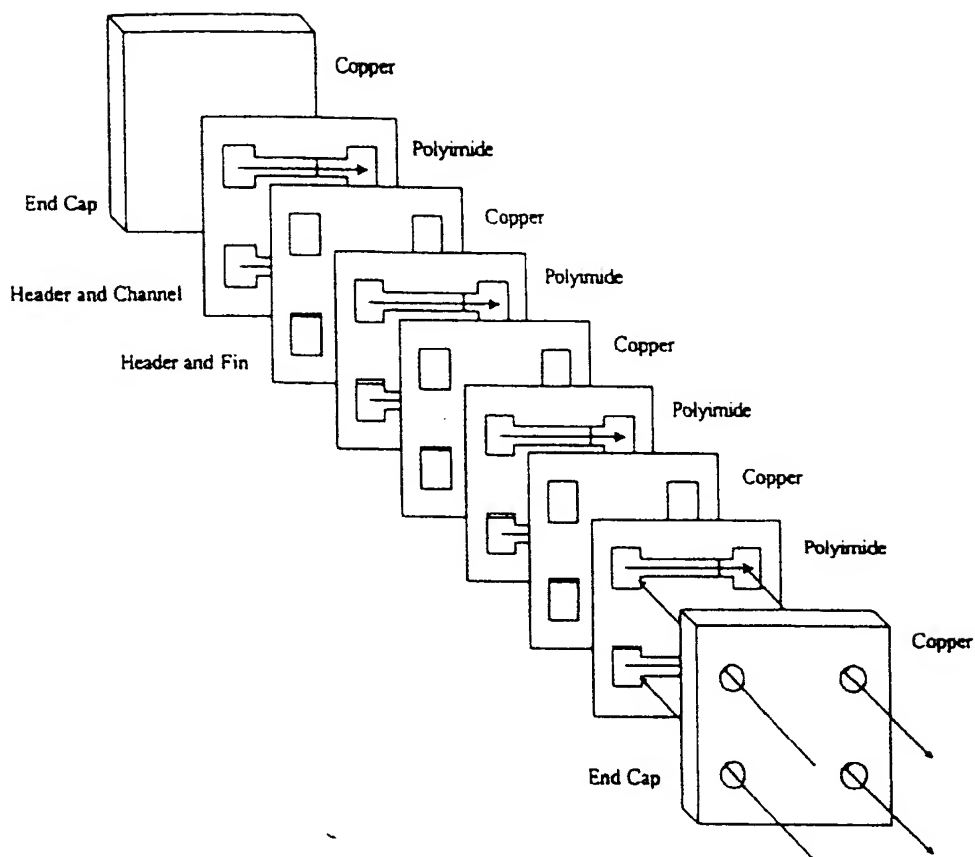 Copper
Polyimide
End Cap
Copper
Polyimide
Header and Channel
Copper
Header and Fin
Polyimide
Copper
Polyimide
Copper
End Cap